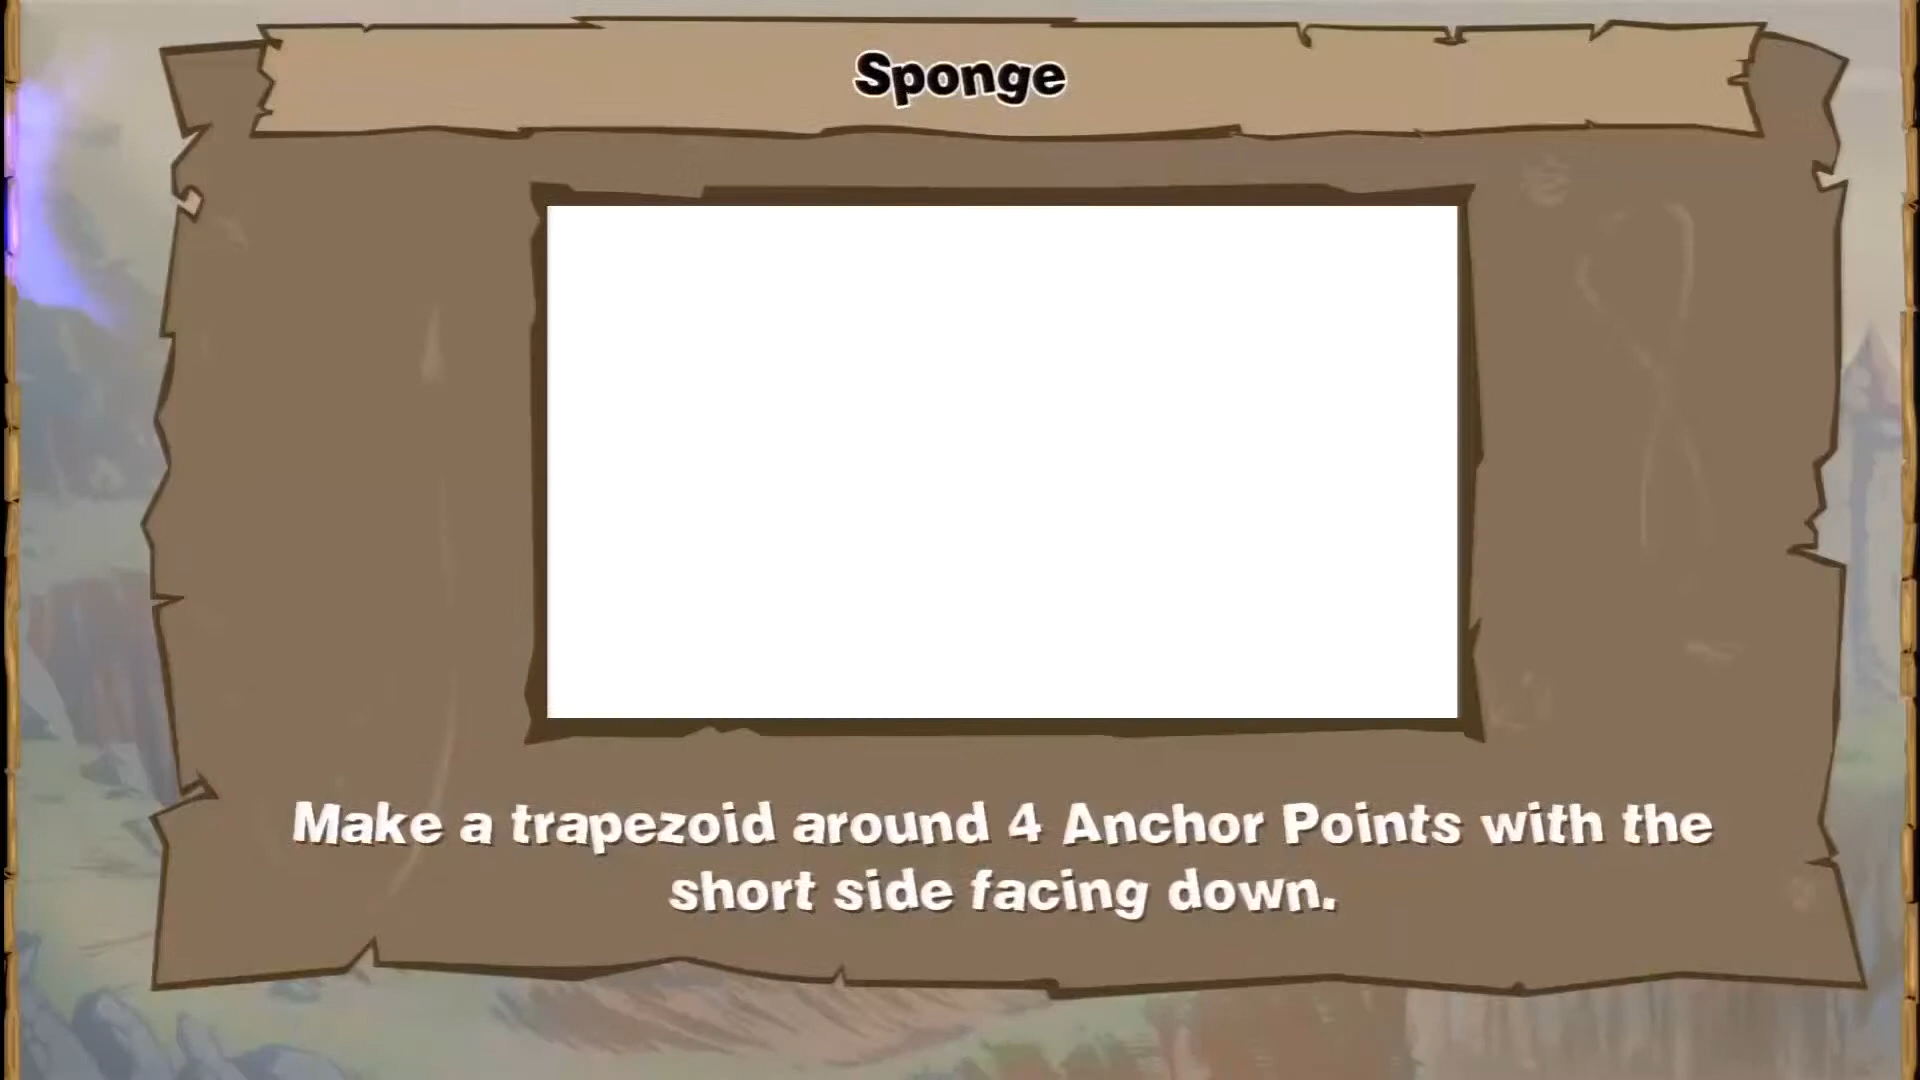 Sponge
Make a trapezoid around 4 Anchor Points with the
short side facing down.